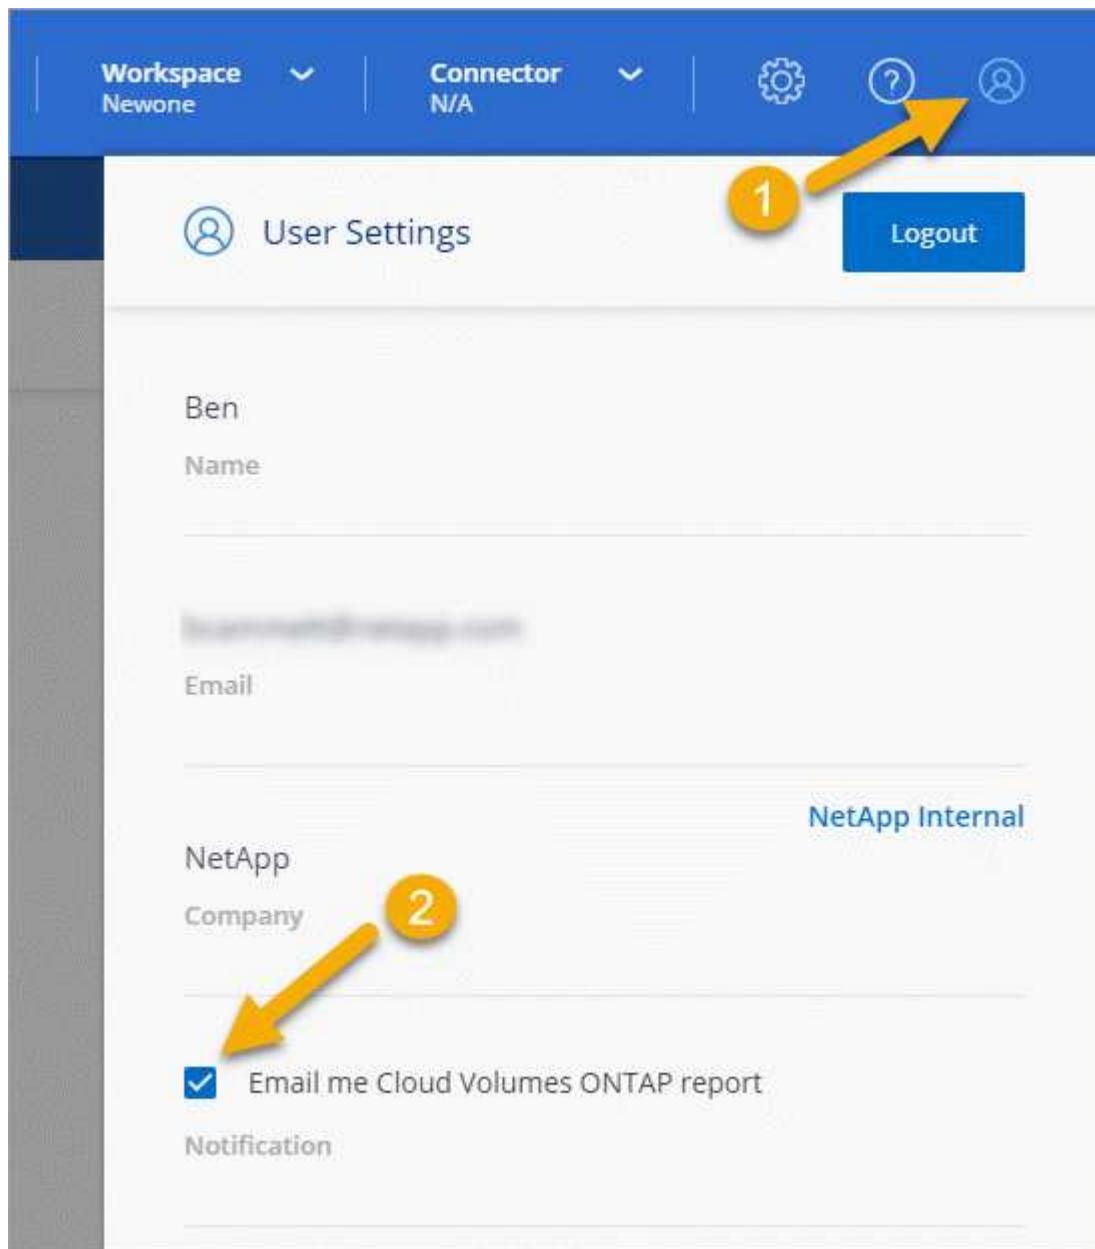 Workspace
Newone
Connector
N/A
?
1
User Settings
Logout
Ben
Name
Email
NetApp Internal
NetApp
Company
2
Email me Cloud Volumes ONTAP report
Notification